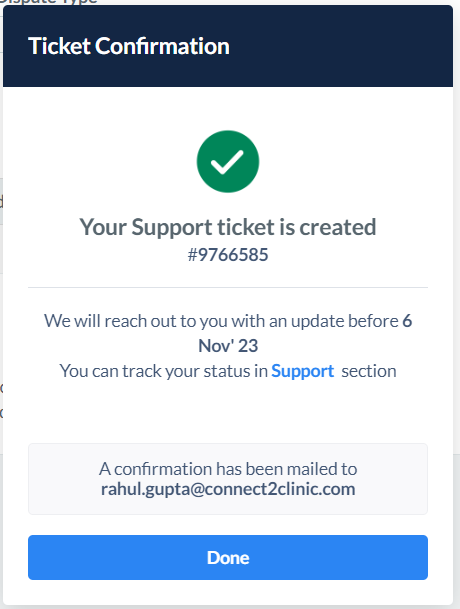 Dispute Type
Ticket Confirmation
Your Support ticket is created
#9766585
We will reach out to you with an update before 6
Nov' 23
You can track your status in Support section
A confirmation has been mailed to
rahul.gupta@connect2clinic.com
Done